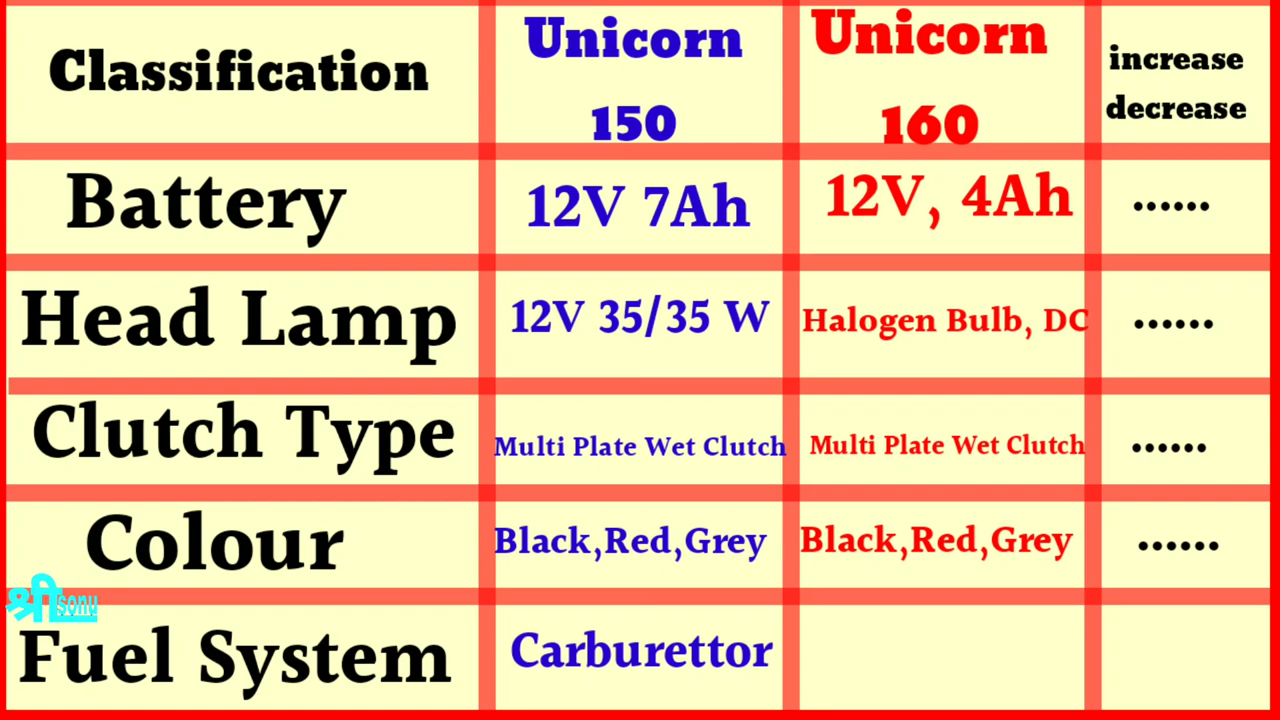 Classification Unicorn 150 Unicorn 160 increase decrease
Battery 12V 7Ah 12V, 4Ah ......
Head Lamp 12V 35/35 W Halogen Bulb, DC ......
Clutch Type Multi Plate Wet Clutch Multi Plate Wet Clutch ......
Colour Black,Red,Grey Black,Red,Grey ......
श्री sonu
Fuel System Carburettor